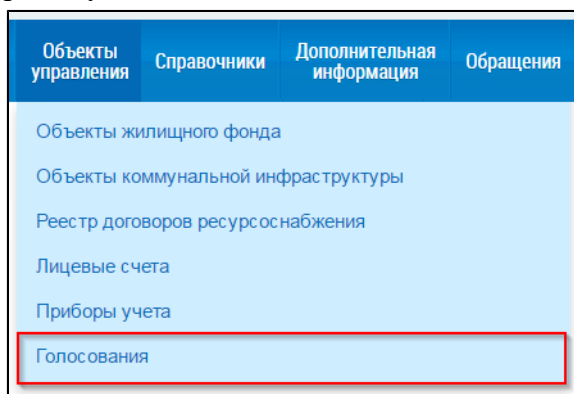 Объекты
управления
Справочники
Дополнительная
информация
Обращения
Объекты жилищного фонда
Объекты коммунальной инфраструктуры
Реестр договоров ресурсоснабжения
Лицевые счета
Приборы учета
Голосования